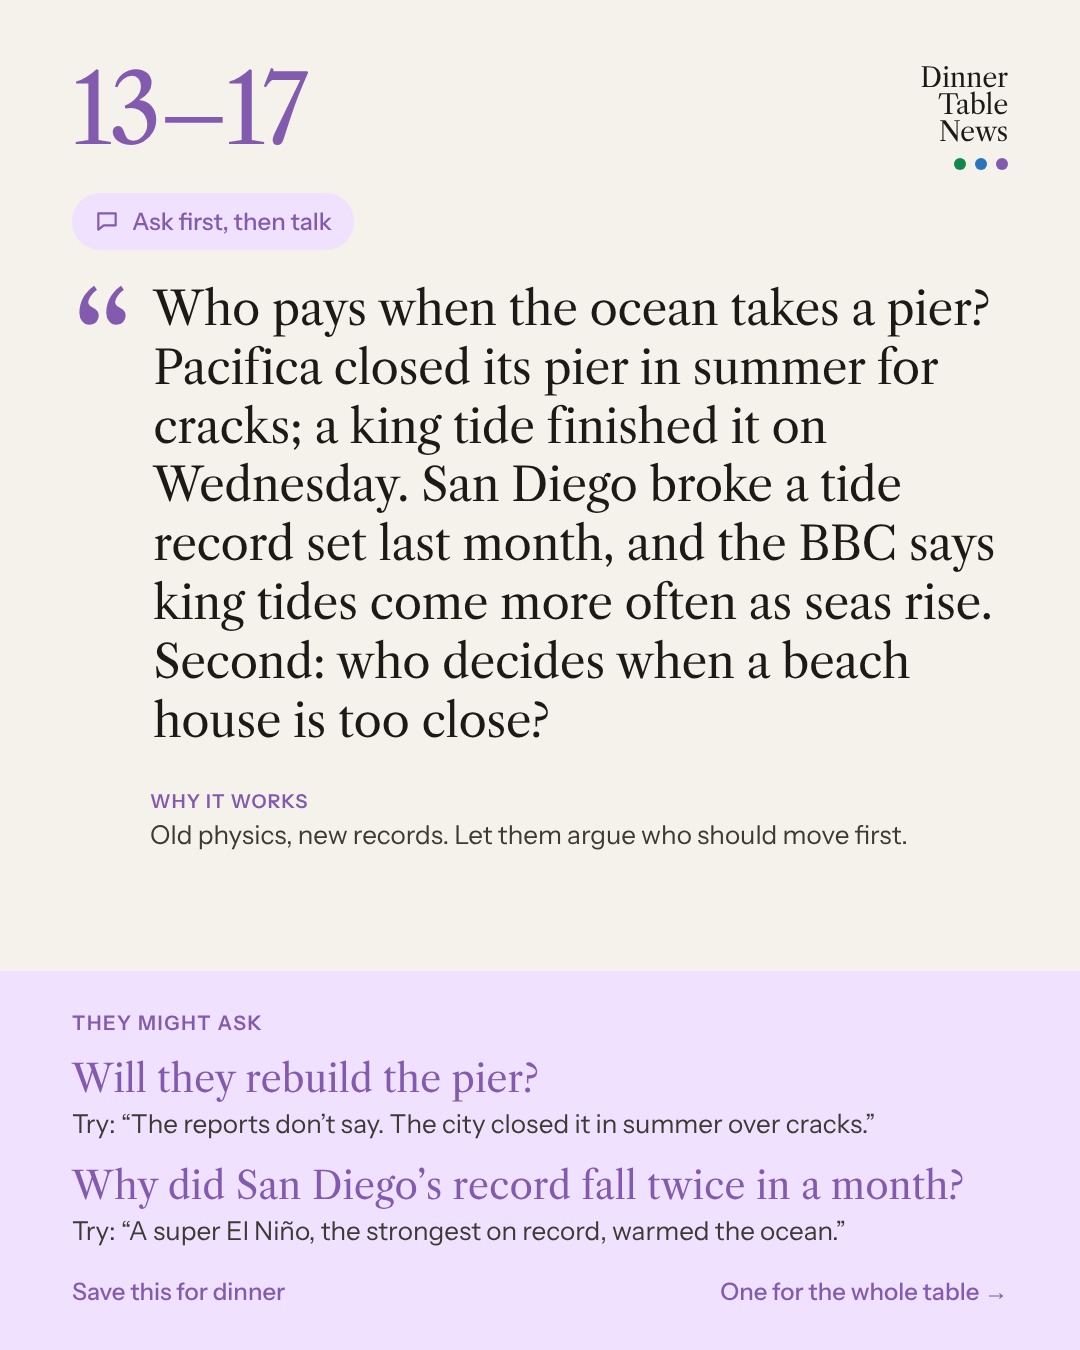 13–17
Dinner
Table
News
Ask first, then talk
“ Who pays when the ocean takes a pier?
Pacifica closed its pier in summer for
cracks; a king tide finished it on
Wednesday. San Diego broke a tide
record set last month, and the BBC says
king tides come more often as seas rise.
Second: who decides when a beach
house is too close?
WHY IT WORKS
Old physics, new records. Let them argue who should move first.
THEY MIGHT ASK
Will they rebuild the pier?
Try: “The reports don’t say. The city closed it in summer over cracks.”
Why did San Diego’s record fall twice in a month?
Try: “A super El Niño, the strongest on record, warmed the ocean.”
Save this for dinner
One for the whole table →